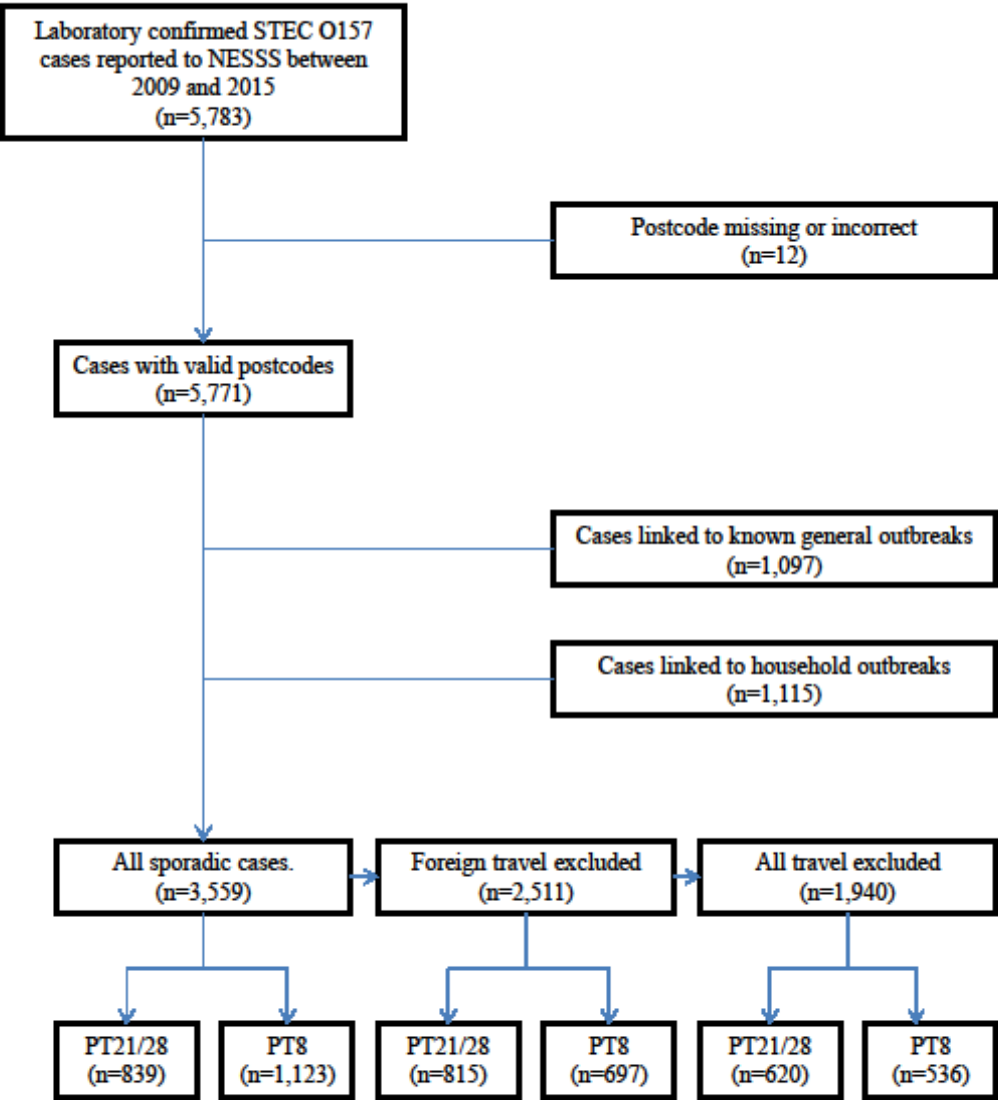 Laboratory confirmed STEC O157
cases reported to NESSS between
2009 and 2015
(n=5,783)
Postcode missing or incorrect
(n=12)
Cases with valid postcodes
(n=5,771)
Cases linked to known general outbreaks
(n=1,097)
Cases linked to household outbreaks
(n=1,115)
All sporadic cases.
(n=3,559)
Foreign travel excluded
(n=2,511)
All travel excluded
(n=1,940)
PT21/28
(n=839)
PT8
(n=1,123)
PT21/28
(n=815)
PT8
(n=697)
PT21/28
(n=620)
PT8
(n=536)